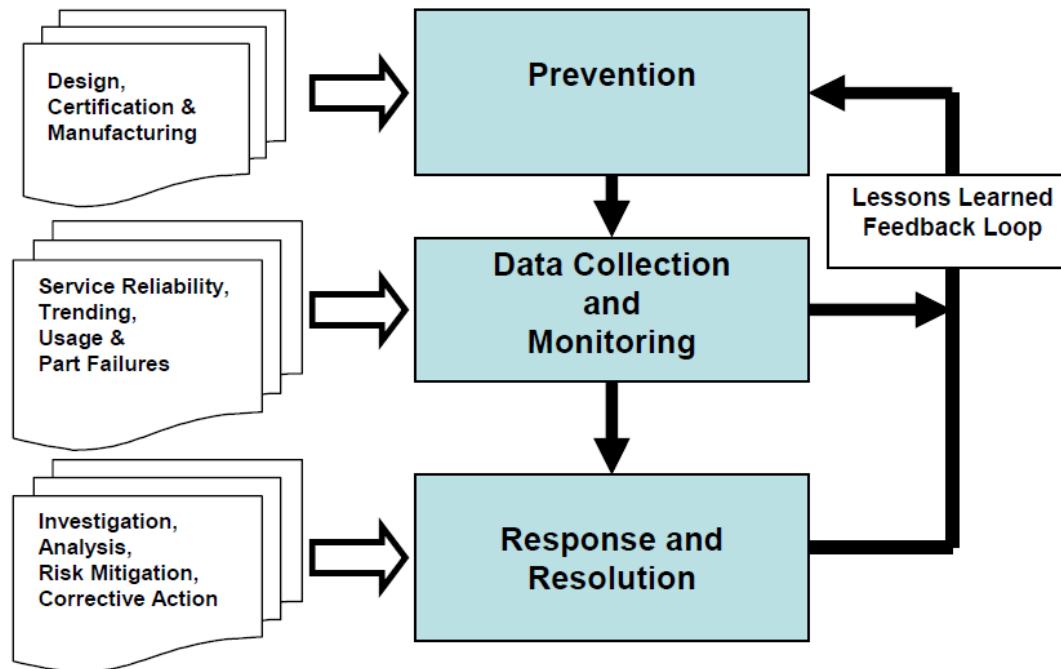 Design,
Certification &
Manufacturing
Prevention
Lessons Learned
Feedback Loop
Service Reliability,
Trending,
Usage &
Part Failures
Data Collection
and
Monitoring
Investigation,
Analysis,
Risk Mitigation,
Corrective Action
Response and
Resolution